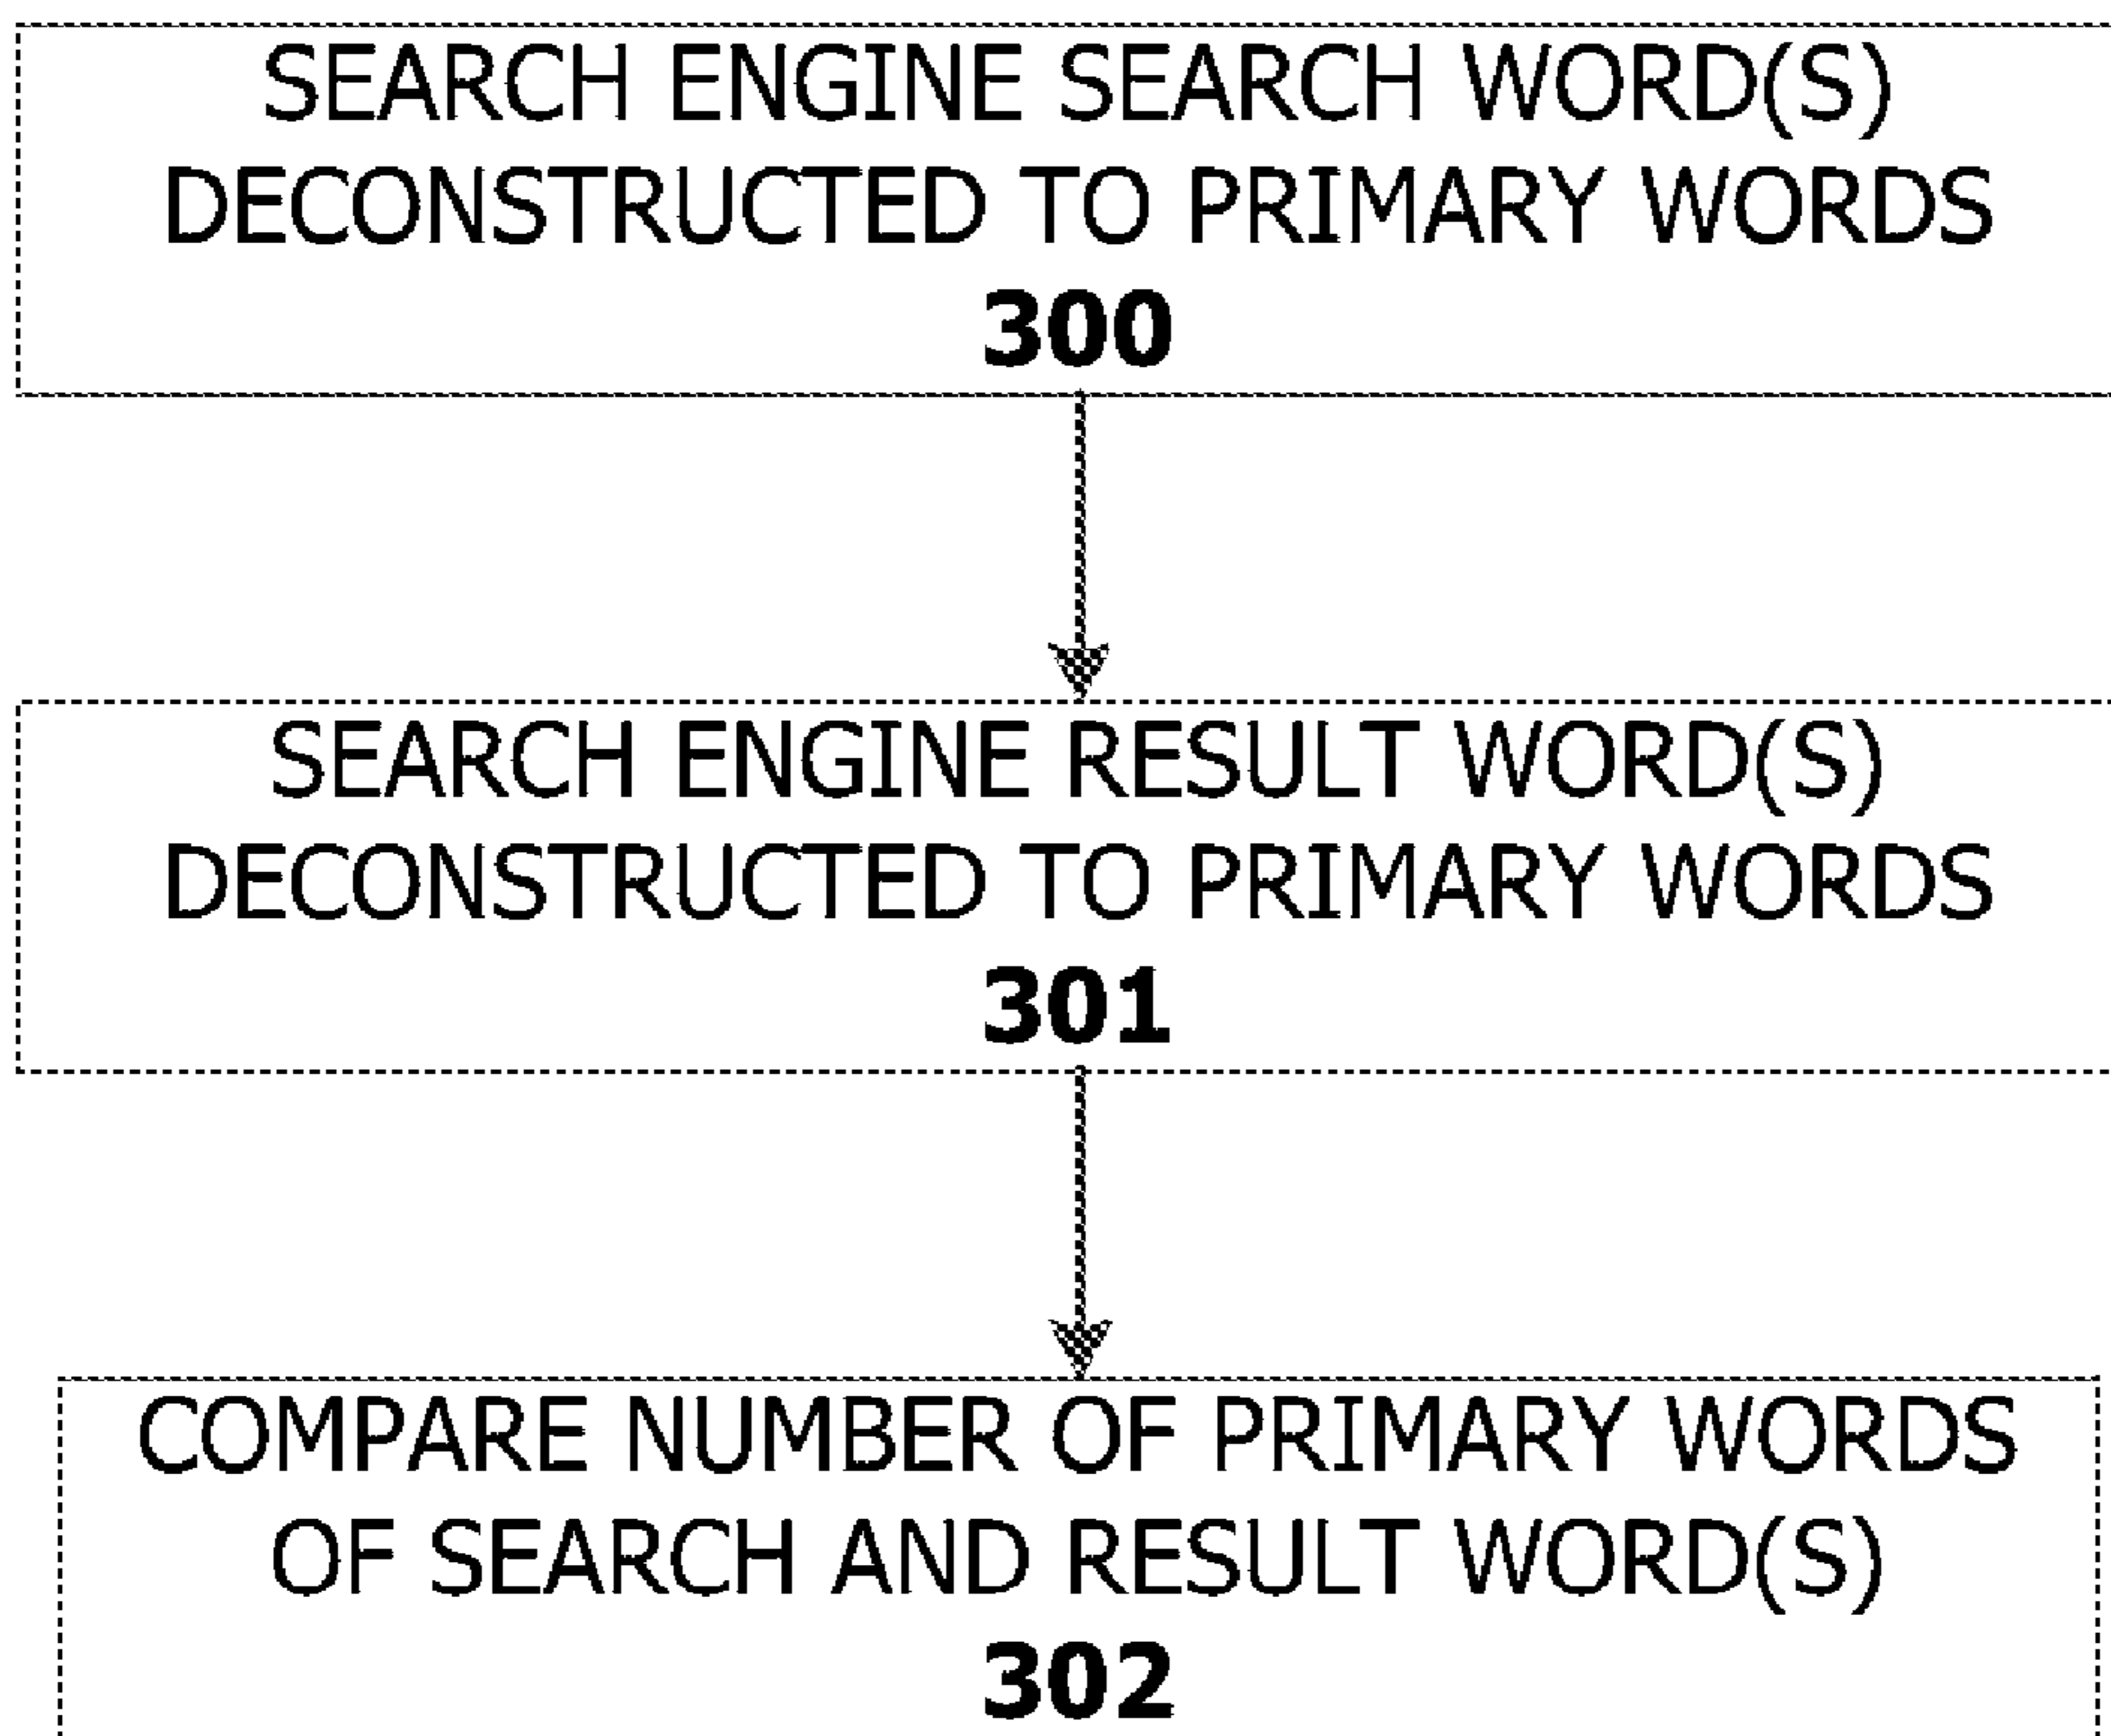 SEARCH ENGINE SEARCH WORD(S)
DECONSTRUCTED TO PRIMARY WORDS
300
SEARCH ENGINE RESULT WORD(S)
DECONSTRUCTED TO PRIMARY WORDS
301
COMPARE NUMBER OF PRIMARY WORDS
OF SEARCH AND RESULT WORD(S)
302